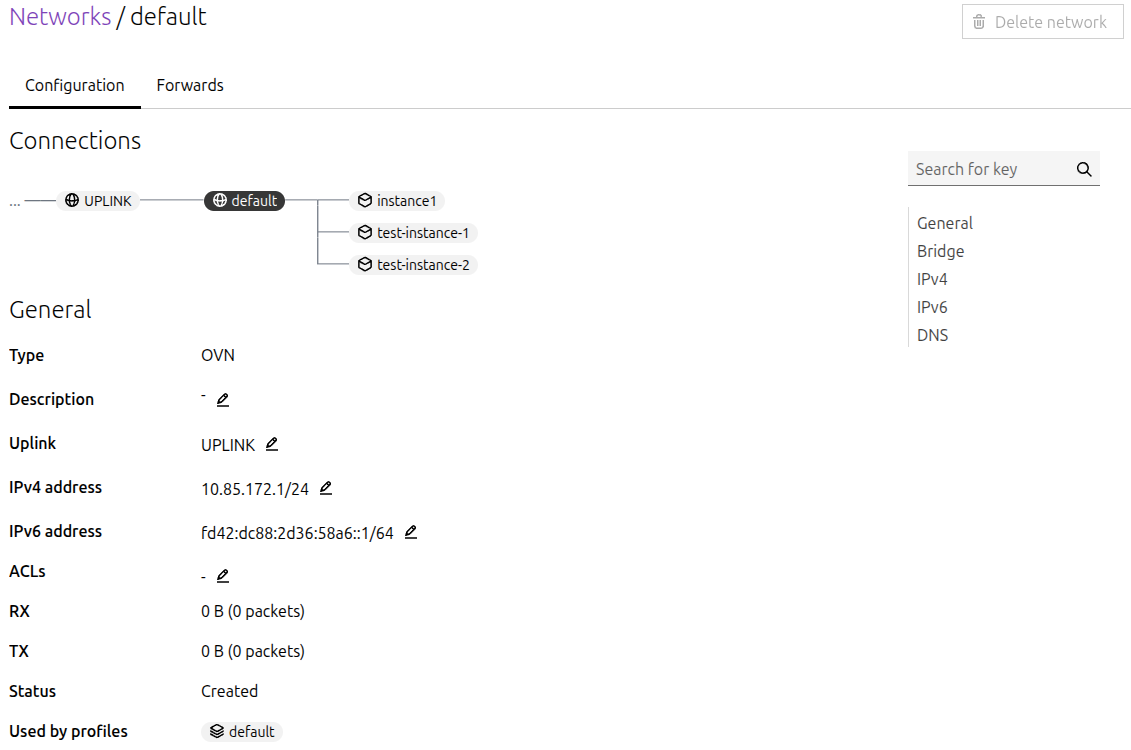 Networks / default
Delete network
Configuration Forwards
Connections
Search for key
... UPLINK default instance1
test-instance-1
test-instance-2
General
Bridge
IPv4
IPv6
DNS
General
Type OVN
Description -
Uplink UPLINK
IPv4 address 10.85.172.1/24
IPv6 address fd42:dc88:2d36:58a6::1/64
ACLs -
RX 0 B (0 packets)
TX 0 B (0 packets)
Status Created
Used by profiles default